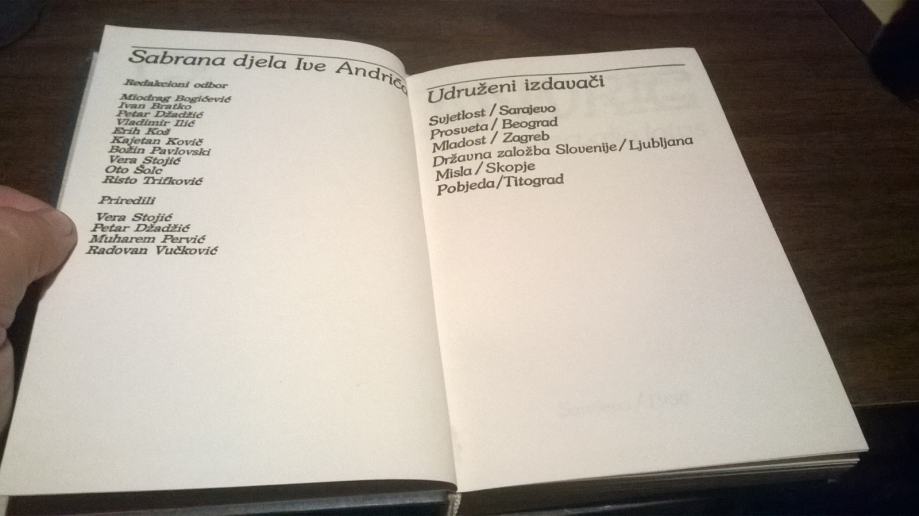 Sabrana djela Ive Andrića
Redakcioni odbor
Miodrag Bogićević
Ivan Bratko
Petar Džadžić
Vladimir Ilić
Erih Koš
Kajetan Kovič
Božin Pavlovski
Vera Stojić
Oto Šolc
Risto Trifković
Priredili
Vera Stojić
Petar Džadžić
Muharem Pervić
Radovan Vučković
Udruženi izdavači
Svjetlost / Sarajevo
Prosveta / Beograd
Mladost / Zagreb
Državna založba Slovenije / Ljubljana
Misla / Skopje
Pobjeda / Titograd